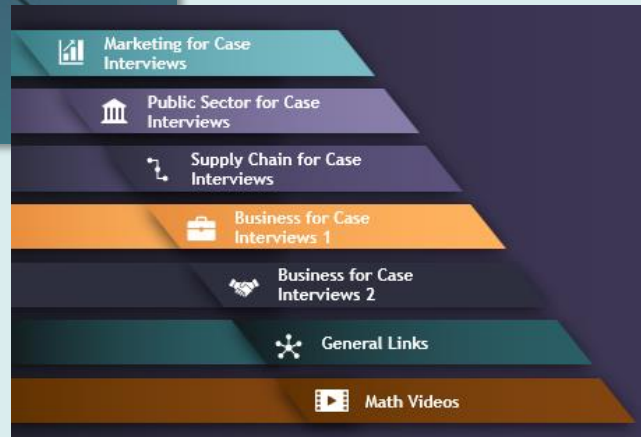 Marketing for Case
Interviews
Public Sector for Case
Interviews
Supply Chain for Case
Interviews
Business for Case
Interviews 1
Business for Case
Interviews 2
General Links
Math Videos